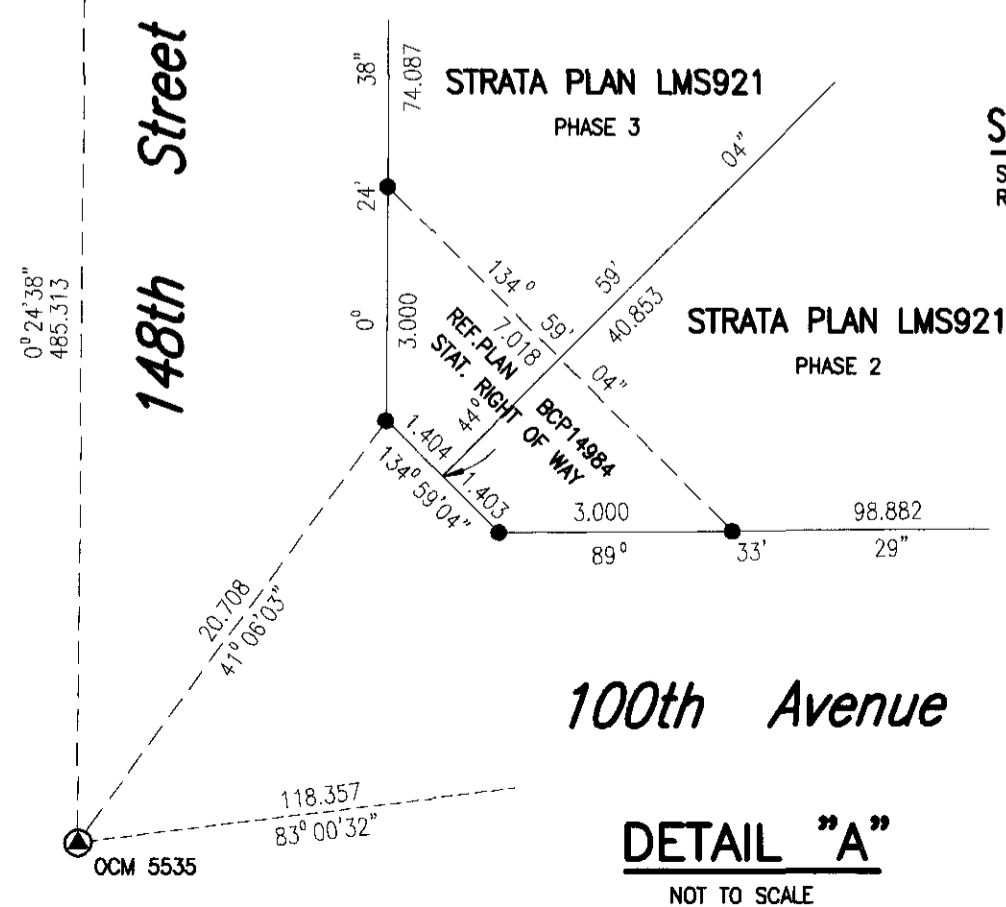 148th Street
0° 24' 38"
485.313
38"
74.087
24'
0°
3.000
STRATA PLAN LMS921
PHASE 3
S
S
R
04"
59'
40.853
44°
134° 59' 04"
7.018
REF.PLAN BCP14984
STAT. RIGHT OF WAY
STRATA PLAN LMS921
PHASE 2
1.404
1.403
134° 59' 04"
3.000
98.882
89° 33' 29"
20.708
41° 06' 03"
100th Avenue
118.357
83° 00' 32"
OCM 5535
DETAIL "A"
NOT TO SCALE